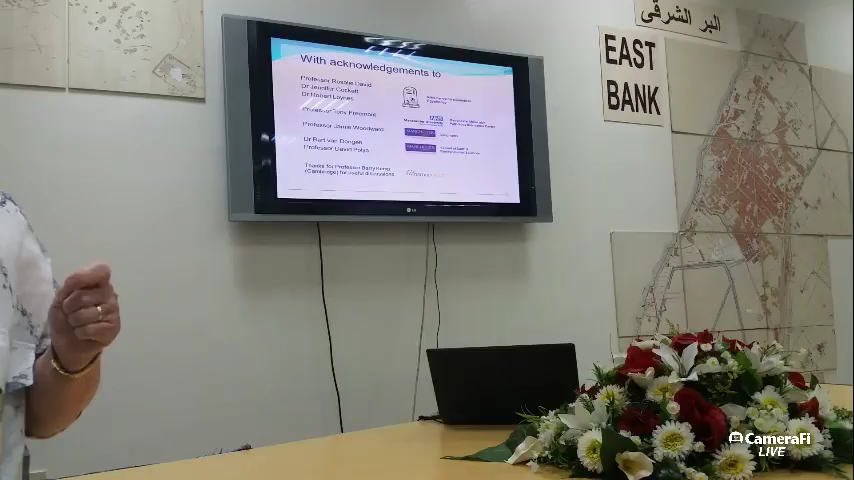 With acknowledgements to
Professor Rosalie David
Dr Jennifer Cockett
Dr Robert Loynes
Professor Tony Freemont
Professor Jamie Woodward
Dr Bart van Dongen
Professor David Polya
Thanks for Professor Barry Kemp
(Cambridge) for useful discussions
البر الشرقى
EAST
BANK
LG
CameraFi
LIVE